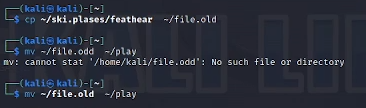 ┌──(kali㉿kali)-[~]
└─$ cp ~/ski.plases/feathear ~/file.old
┌──(kali㉿kali)-[~]
└─$ mv ~/file.odd ~/play
mv: cannot stat '/home/kali/file.odd': No such file or directory
┌──(kali㉿kali)-[~]
└─$ mv ~/file.old ~/play